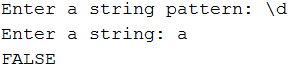 Enter a string pattern: \d
Enter a string: a
FALSE